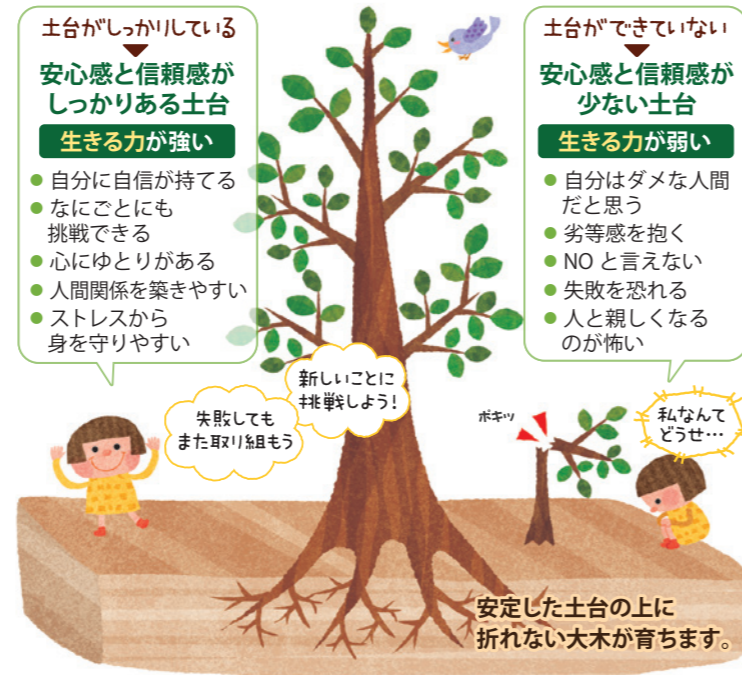 土台がしっかりしている
安心感と信頼感が
しっかりある土台
生きる力が強い
● 自分に自信が持てる
● なにごとにも
挑戦できる
● 心にゆとりがある
● 人間関係を築きやすい
● ストレスから
身を守りやすい
土台ができていない
安心感と信頼感が
少ない土台
生きる力が弱い
● 自分はダメな人間
だと思う
● 劣等感を抱く
● NO と言えない
● 失敗を恐れる
● 人と親しくなる
のが怖い
失敗しても
また取り組もう
新しいことに
挑戦しよう！
ポキッ
私なんて
どうせ…
安定した土台の上に
折れない大木が育ちます。